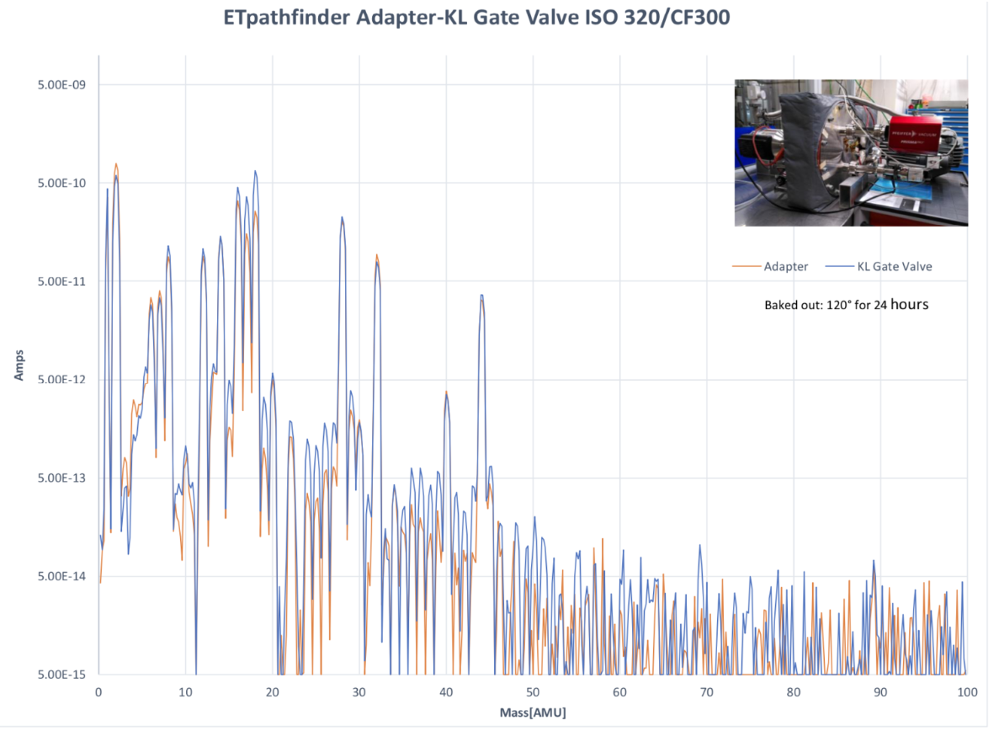 ETpathfinder Adapter-KL Gate Valve ISO 320/CF300
5.00E-09
5.00E-10
5.00E-11
5.00E-12
5.00E-13
5.00E-14
5.00E-15
Amps
PFEIFFER VACUUM
Adapter KL Gate Valve
Baked out: 120° for 24 hours
0 10 20 30 40 50 60 70 80 90 100
Mass[AMU]